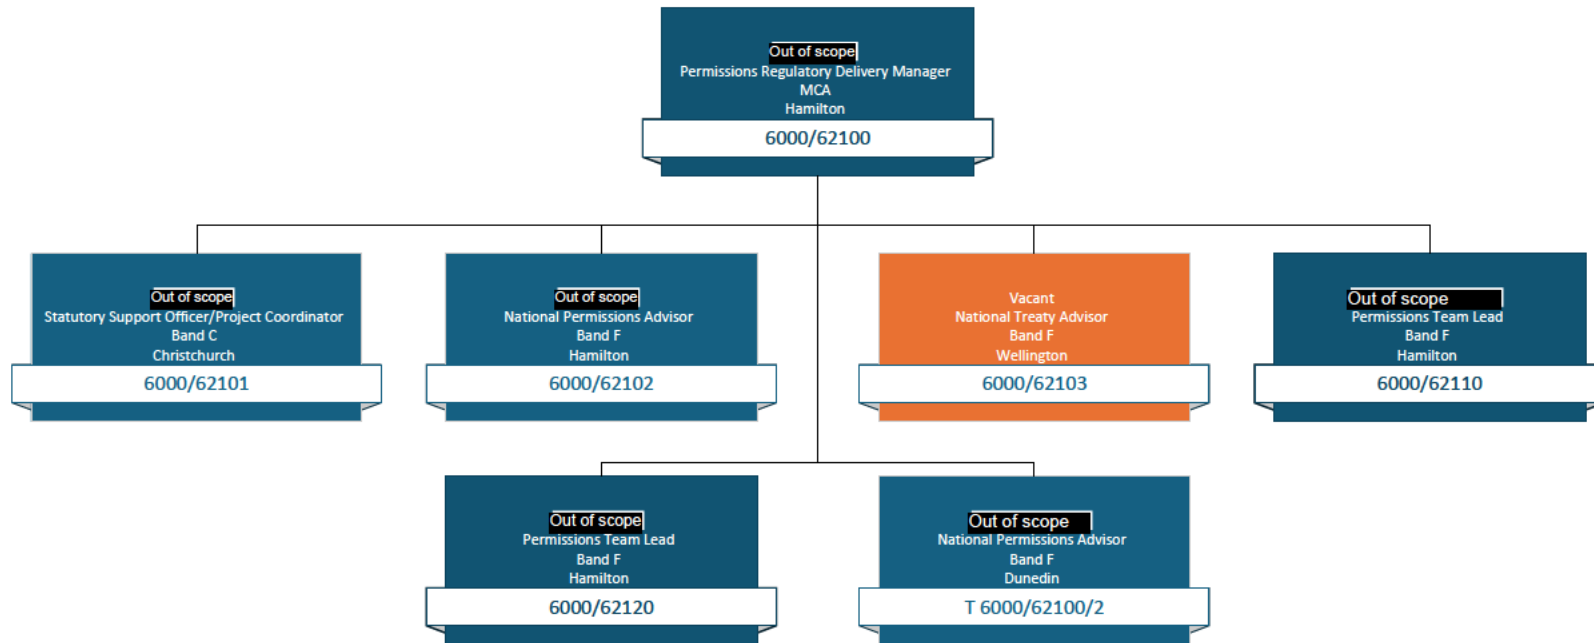 Out of scope
Permissions Regulatory Delivery Manager
MCA
Hamilton
6000/62100
Out of scope
Statutory Support Officer/Project Coordinator
Band C
Christchurch
6000/62101
Out of scope
National Permissions Advisor
Band F
Hamilton
6000/62102
Vacant
National Treaty Advisor
Band F
Wellington
6000/62103
Out of scope
Permissions Team Lead
Band F
Hamilton
6000/62110
Out of scope
Permissions Team Lead
Band F
Hamilton
6000/62120
Out of scope
National Permissions Advisor
Band F
Dunedin
T 6000/62100/2